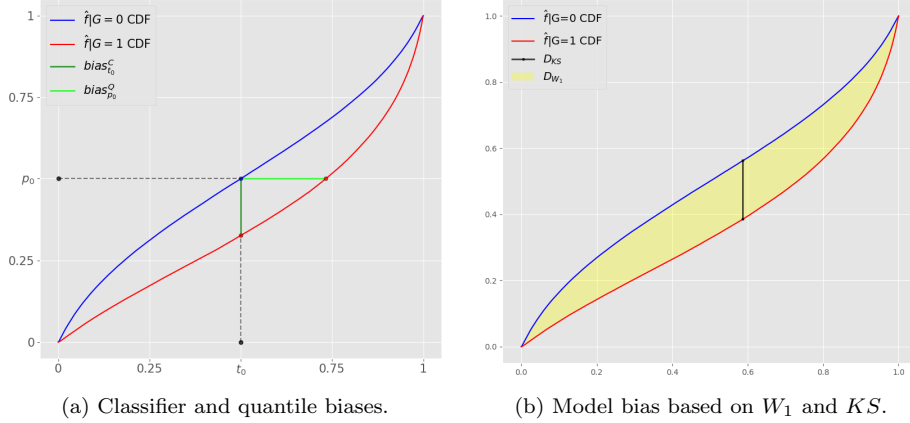 f̂|G = 0 CDF
f̂|G = 1 CDF
bias^C_{t_0}
bias^Q_{p_0}
1
0.75
p_0
0.25
0
0
0.25
t_0
0.75
1
(a) Classifier and quantile biases.
f̂|G=0 CDF
f̂|G=1 CDF
D_{KS}
D_{W_1}
1.0
0.8
0.6
0.4
0.2
0.0
0.0
0.2
0.4
0.6
0.8
1.0
(b) Model bias based on W_1 and KS.